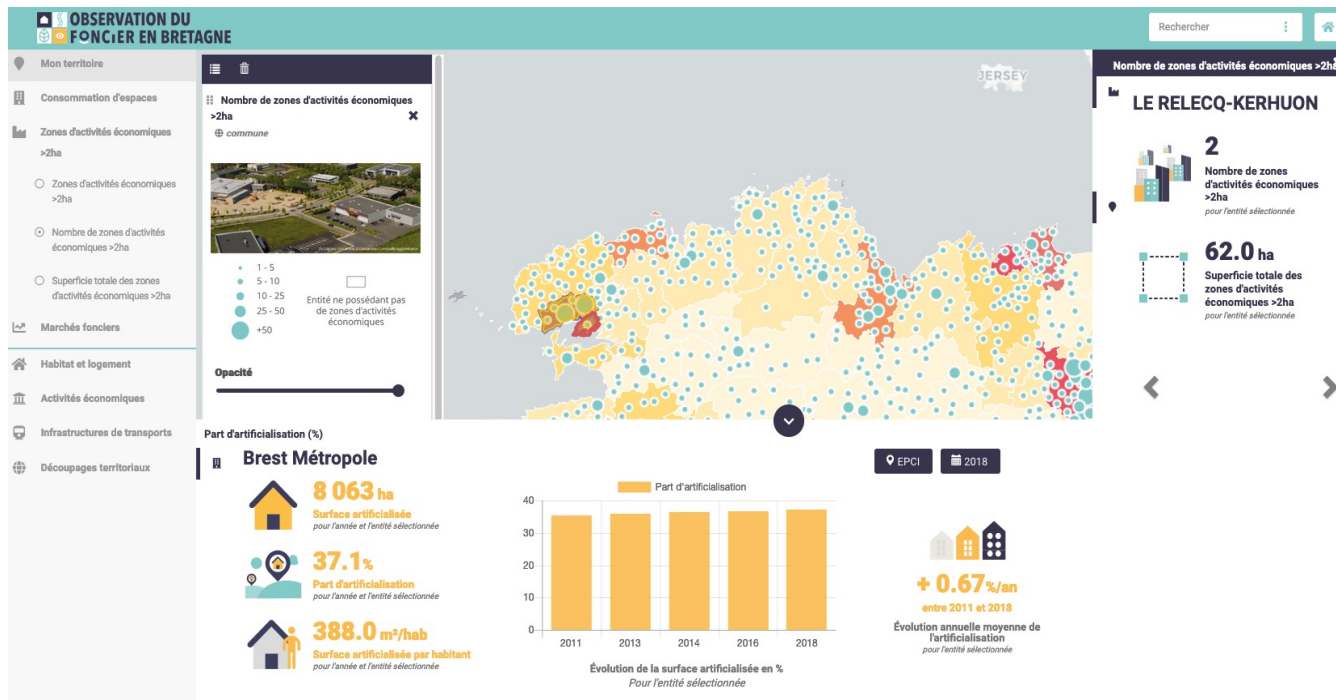 OBSERVATION DU
FONCIER EN BRETAGNE
Rechercher
Mon territoire
Consommation d'espaces
Zones d'activités économiques
>2ha
Zones d'activités économiques
>2ha
Nombre de zones d'activités
économiques >2ha
Superficie totale des zones
d'activités économiques >2ha
Marchés fonciers
Habitat et logement
Activités économiques
Infrastructures de transports
Découpages territoriaux
Nombre de zones d'activités économiques
>2ha
commune
1 - 5
5 - 10
10 - 25
25 - 50
+50
Entité ne possédant pas
de zones d'activités
économiques
Opacité
JERSEY
Nombre de zones d'activités économiques >2ha
LE RELECQ-KERHUON
2
Nombre de zones
d'activités économiques
>2ha
pour l'entité sélectionnée
62.0 ha
Superficie totale des
zones d'activités
économiques >2ha
pour l'entité sélectionnée
Part d'artificialisation (%)
Brest Métropole
EPCI
2018
8 063 ha
Surface artificialisée
pour l'année et l'entité sélectionnée
37.1%
Part d'artificialisation
pour l'année et l'entité sélectionnée
388.0 m²/hab
Surface artificialisée par habitant
pour l'année et l'entité sélectionnée
Part d'artificialisation
40
30
20
10
0
2011 2013 2014 2016 2018
Évolution de la surface artificialisée en %
Pour l'entité sélectionnée
+ 0.67%/an
entre 2011 et 2018
Évolution annuelle moyenne de
l'artificialisation
pour l'entité sélectionnée